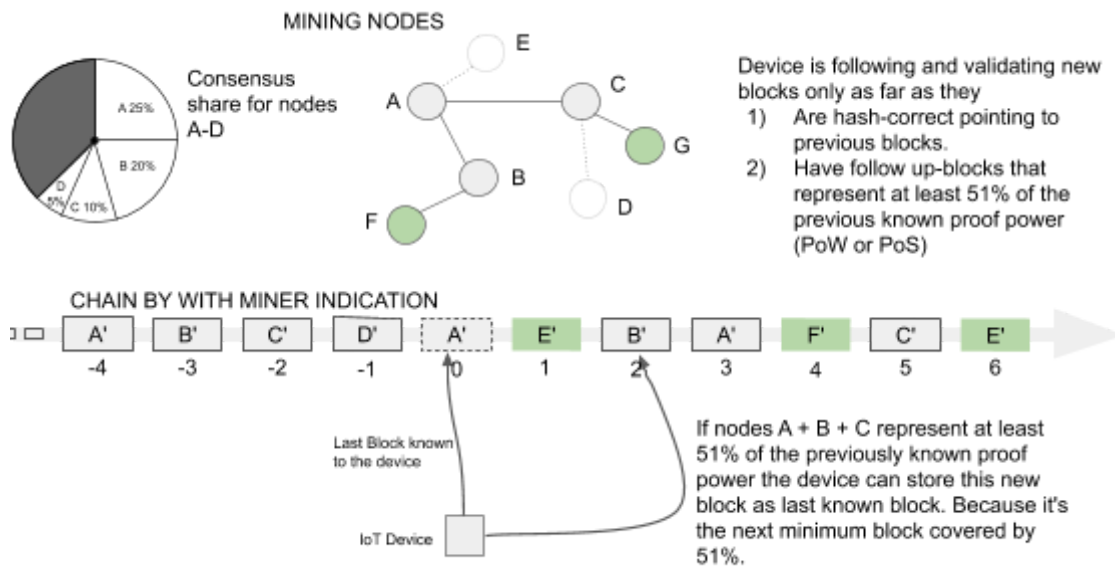 MINING NODES
Consensus
share for nodes
A-D
A 25%
B 20%
C 10%
D
5%
E
A
C
G
B
D
F
Device is following and validating new
blocks only as far as they
1) Are hash-correct pointing to
previous blocks.
2) Have follow up-blocks that
represent at least 51% of the
previous known proof power
(PoW or PoS)
CHAIN BY WITH MINER INDICATION
A' B' C' D' A' E' B' A' F' C' E'
-4 -3 -2 -1 0 1 2 3 4 5 6
Last Block known
to the device
IoT Device
If nodes A + B + C represent at least
51% of the previously known proof
power the device can store this new
block as last known block. Because it's
the next minimum block covered by
51%.